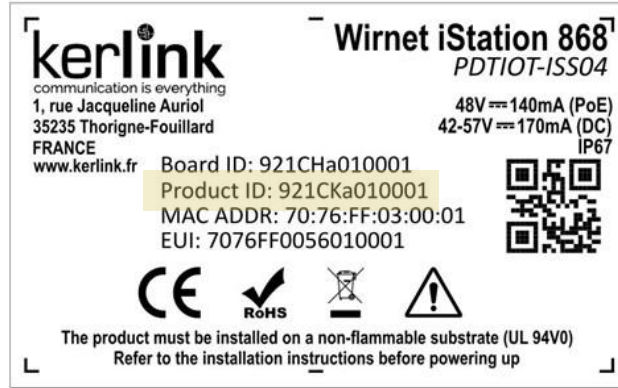 kerlink
communication is everything
1, rue Jacqueline Auriol
35235 Thorigne-Fouillard
FRANCE
www.kerlink.fr
Wirnet iStation 868
PDTIOT-ISS04
48V⎓140mA (PoE)
42-57V⎓170mA (DC)
IP67
Board ID: 921CHa010001
Product ID: 921CKa010001
MAC ADDR: 70:76:FF:03:00:01
EUI: 7076FF0056010001
CE
RoHS
The product must be installed on a non-flammable substrate (UL 94V0)
Refer to the installation instructions before powering up